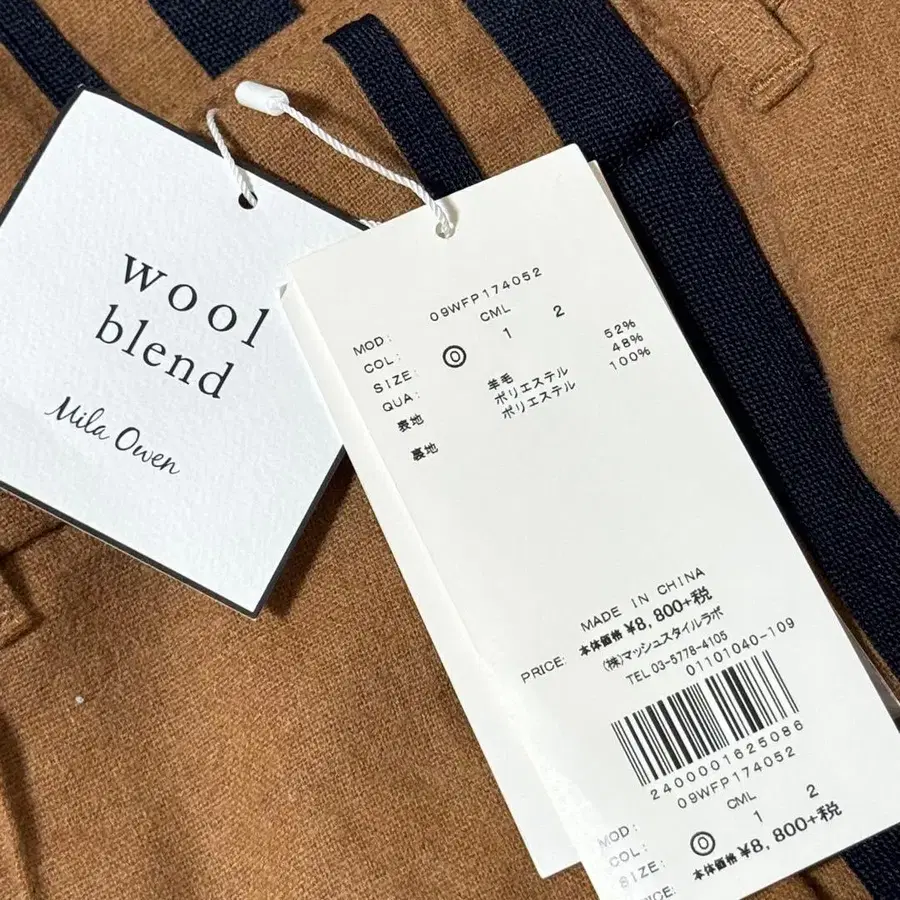 wool
blend
Mila Owen
MOD: 09WFP174052
COL: CML
SIZE: ⓪ 1 2
QUA:
表地 羊毛 52%
ポリエステル 48%
裏地 ポリエステル 100%
MADE IN CHINA
PRICE: 本体価格 ¥8,800+税
(株)マッシュスタイルラボ
TEL 03-5778-4105
01101040-109
2400001625086
MOD: 09WFP174052
COL: CML
SIZE: ⓪ 1 2
PRICE: 本体価格 ¥8,800+税